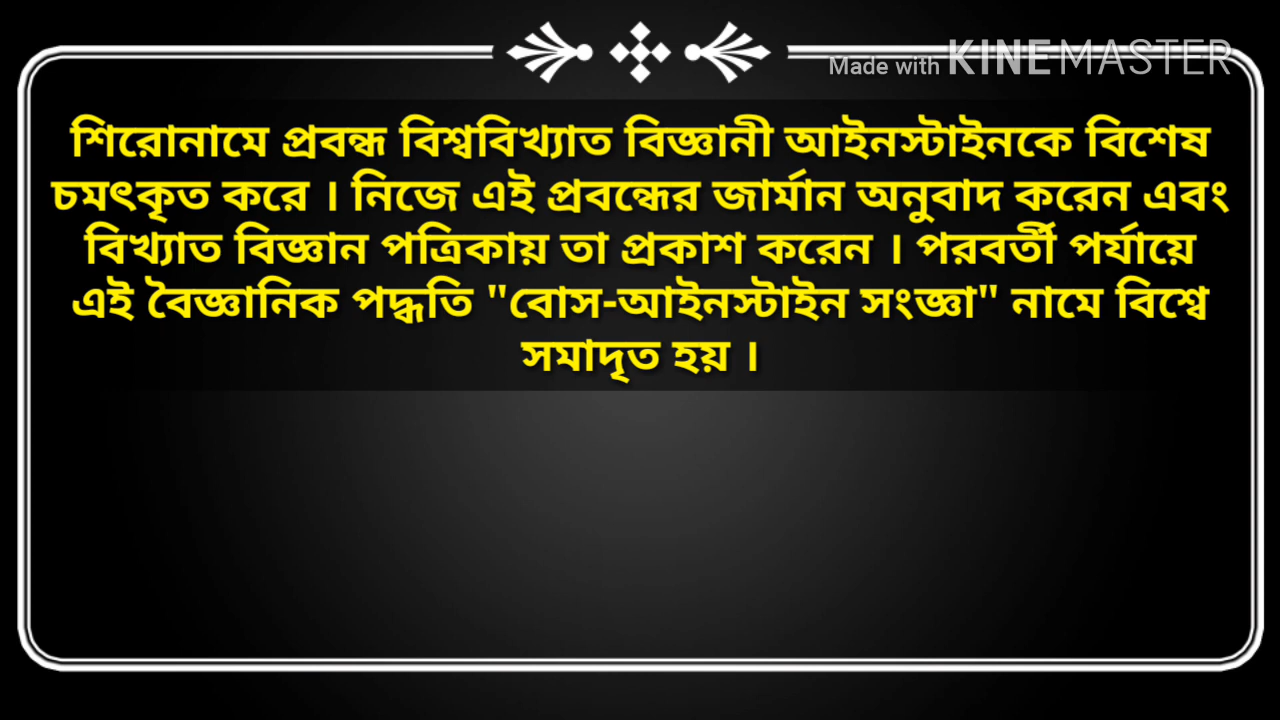 Made with KINEMASTER
শিরোনামে প্রবন্ধ বিশ্ববিখ্যাত বিজ্ঞানী আইনস্টাইনকে বিশেষ
চমৎকৃত করে । নিজে এই প্রবন্ধের জার্মান অনুবাদ করেন এবং
বিখ্যাত বিজ্ঞান পত্রিকায় তা প্রকাশ করেন । পরবর্তী পর্যায়ে
এই বৈজ্ঞানিক পদ্ধতি "বোস-আইনস্টাইন সংজ্ঞা" নামে বিশ্বে
সমাদৃত হয় ।